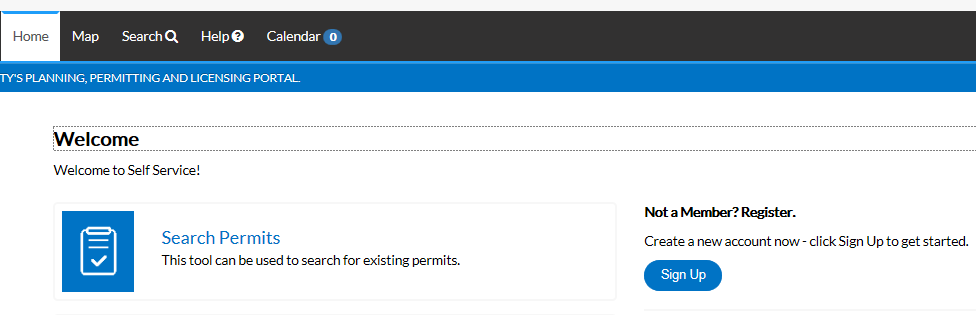 Home Map Search Help Calendar 0
TY'S PLANNING, PERMITTING AND LICENSING PORTAL.
Welcome
Welcome to Self Service!
Search Permits
This tool can be used to search for existing permits.
Not a Member? Register.
Create a new account now - click Sign Up to get started.
Sign Up